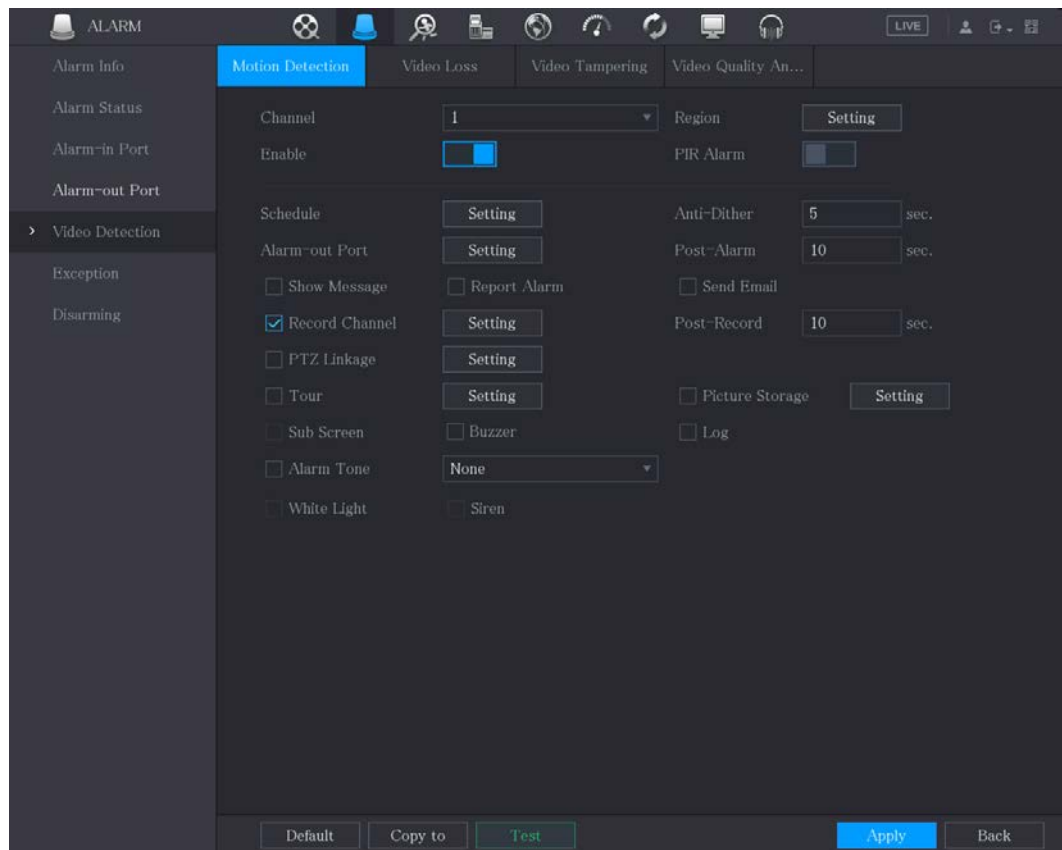 ALARM
LIVE
Alarm Info
Alarm Status
Alarm-in Port
Alarm-out Port
Video Detection
Exception
Disarming
Motion Detection Video Loss Video Tampering Video Quality An...
Channel 1 Region Setting
Enable PIR Alarm
Schedule Setting Anti-Dither 5 sec.
Alarm-out Port Setting Post-Alarm 10 sec.
Show Message Report Alarm Send Email
Record Channel Setting Post-Record 10 sec.
PTZ Linkage Setting
Tour Setting Picture Storage Setting
Sub Screen Buzzer Log
Alarm Tone None
White Light Siren
Default Copy to Test Apply Back